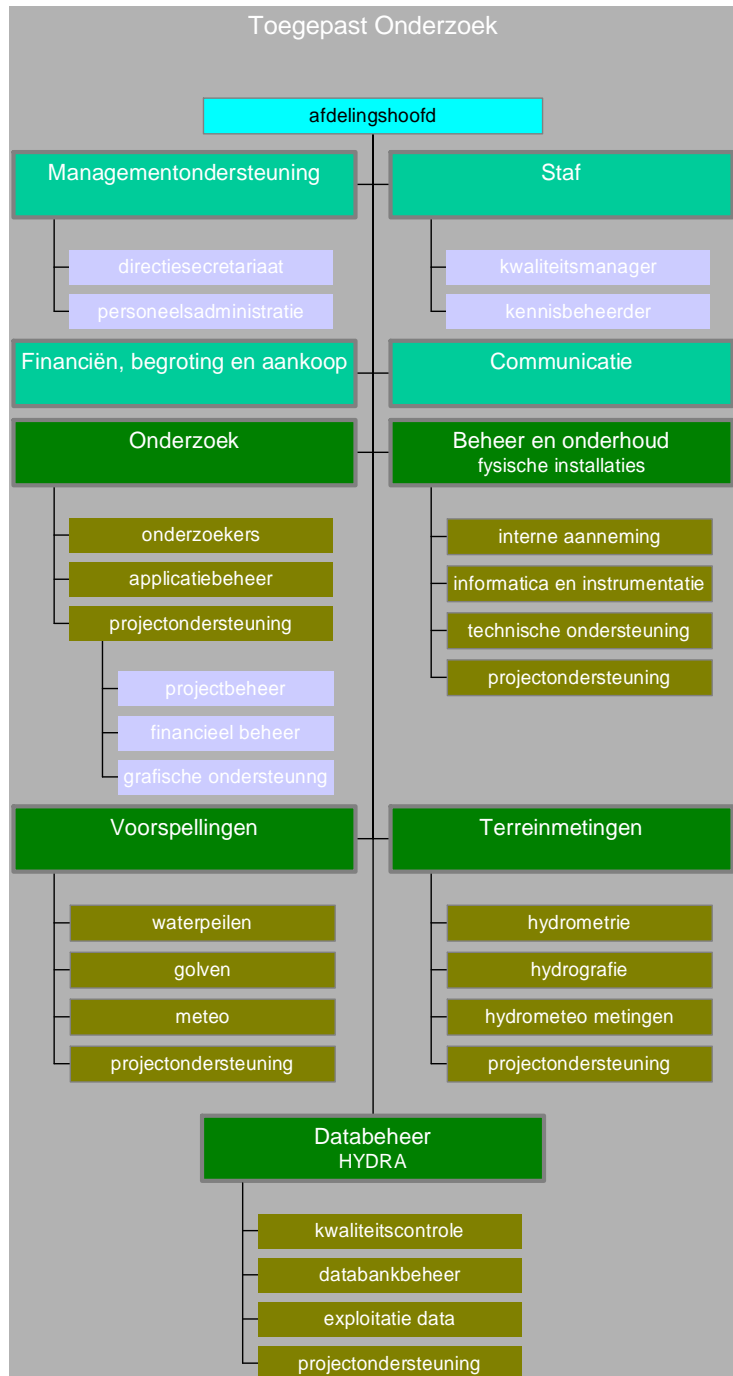 Toegepast Onderzoek
afdelingshoofd
Managementondersteuning
directiesecretariaat
personeelsadministratie
Staf
kwaliteitsmanager
kennisbeheerder
Financiën, begroting en aankoop
Communicatie
Onderzoek
onderzoekers
applicatiebeheer
projectondersteuning
projectbeheer
financieel beheer
grafische ondersteunng
Beheer en onderhoud
fysische installaties
interne aanneming
informatica en instrumentatie
technische ondersteuning
projectondersteuning
Voorspellingen
waterpeilen
golven
meteo
projectondersteuning
Terreinmetingen
hydrometrie
hydrografie
hydrometeo metingen
projectondersteuning
Databeheer
HYDRA
kwaliteitscontrole
databankbeheer
exploitatie data
projectondersteuning